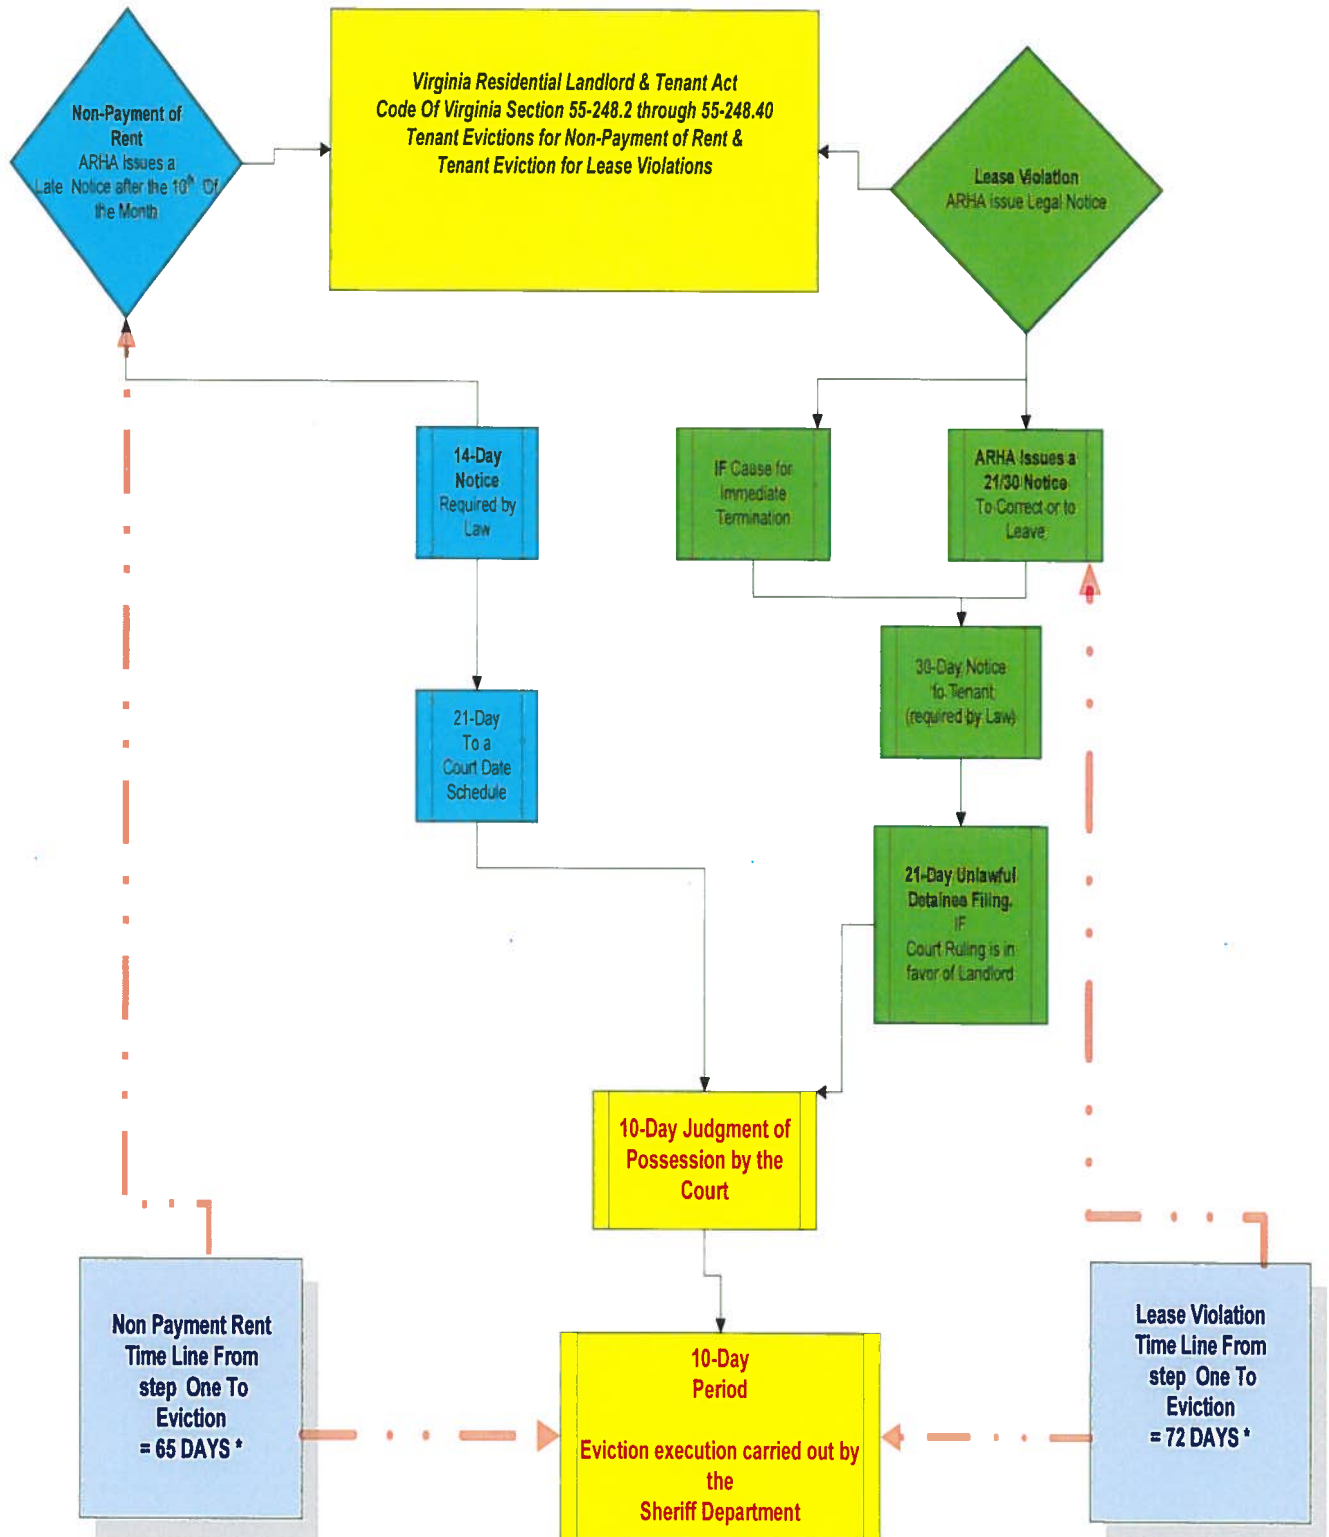 Non-Payment of
Rent
ARHA Issues a
Late Notice after the 10th Of
the Month
Virginia Residential Landlord & Tenant Act
Code Of Virginia Section 55-248.2 through 55-248.40
Tenant Evictions for Non-Payment of Rent &
Tenant Eviction for Lease Violations
Lease Violation
ARHA issue Legal Notice
14-Day
Notice
Required by
Law
IF Cause for
Immediate
Termination
ARHA Issues a
21/30 Notice
To Correct or to
Leave
30-Day Notice
to Tenant
(required by Law)
21-Day
To a
Court Date
Schedule
21-Day Unlawful
Detainee Filing.
IF
Court Ruling is in
favor of Landlord
10-Day Judgment of
Possession by the
Court
Non Payment Rent
Time Line From
step One To
Eviction
= 65 DAYS *
10-Day
Period
Eviction execution carried out by
the
Sheriff Department
Lease Violation
Time Line From
step One To
Eviction
= 72 DAYS *